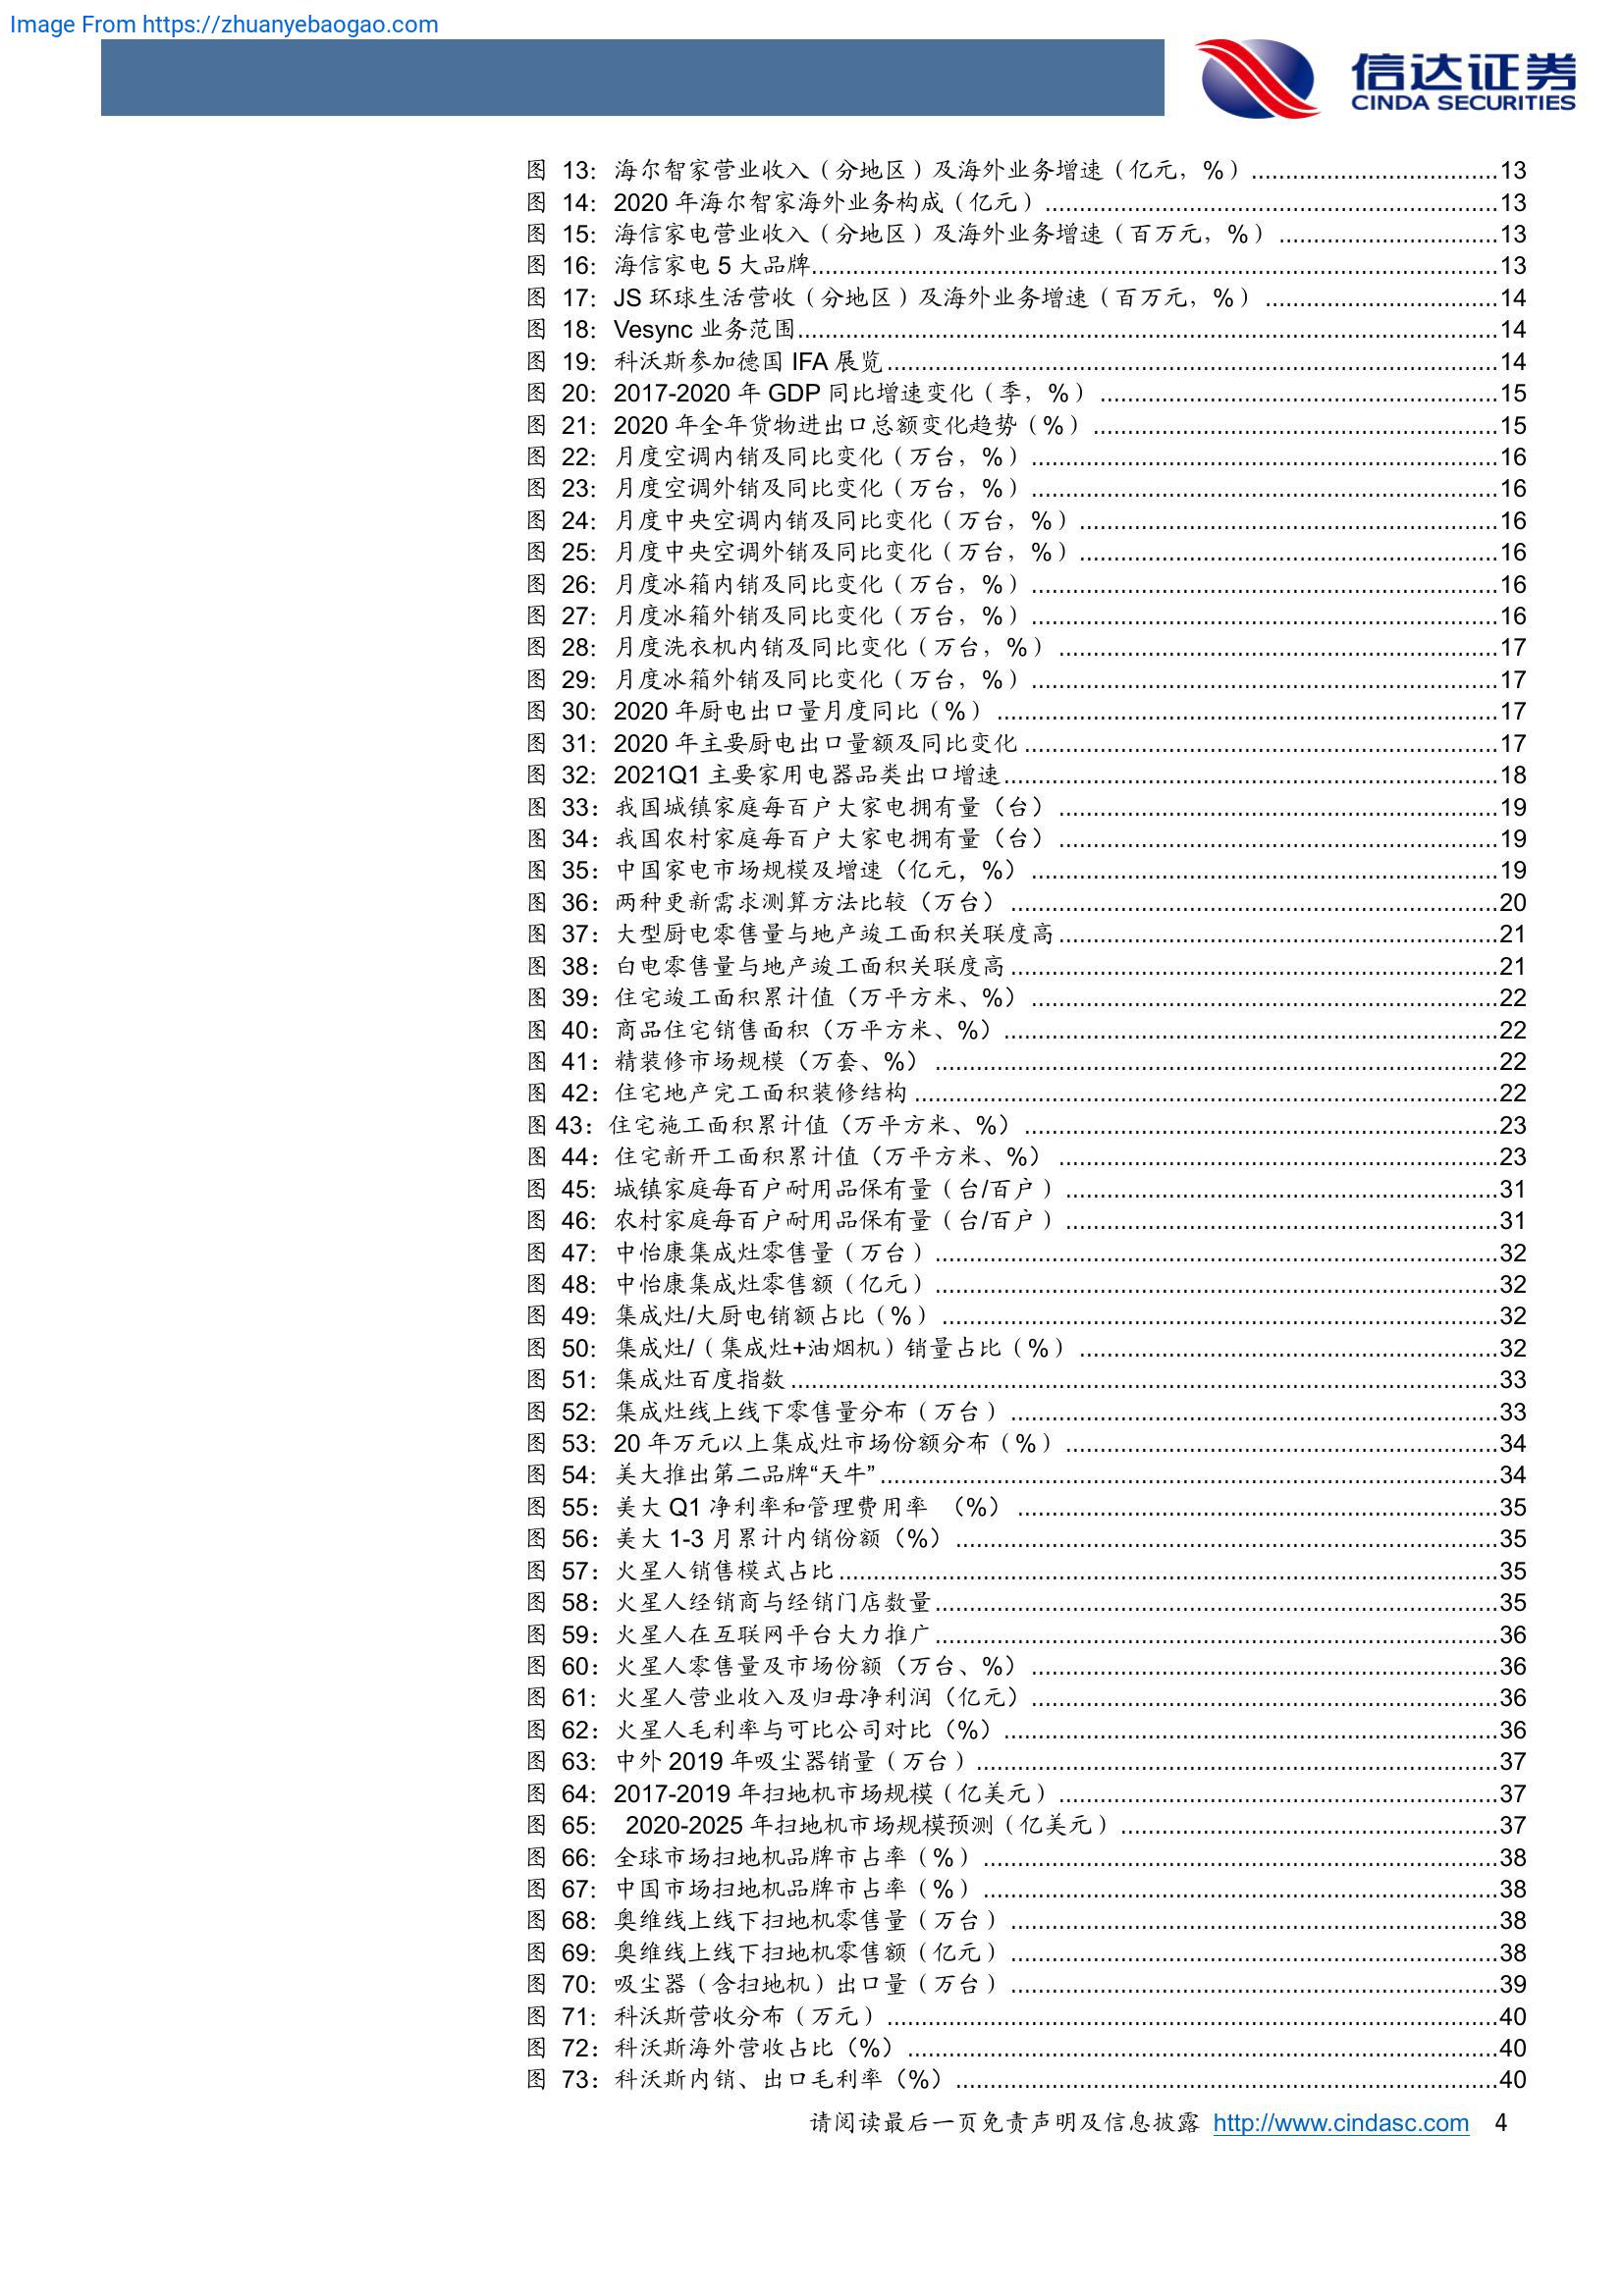 Image From https://zhuanyebaogao.com
信达证券
CINDA SECURITIES
图 13：海尔智家营业收入（分地区）及海外业务增速（亿元，%）....................................13
图 14：2020 年海尔智家海外业务构成（亿元）..................................................................13
图 15：海信家电营业收入（分地区）及海外业务增速（百万元，%）................................13
图 16：海信家电 5 大品牌....................................................................................................13
图 17：JS 环球生活营收（分地区）及海外业务增速（百万元，%）..................................14
图 18：Vesync 业务范围......................................................................................................14
图 19：科沃斯参加德国 IFA 展览.........................................................................................14
图 20：2017-2020 年 GDP 同比增速变化（季，%）..........................................................15
图 21：2020 年全年货物进出口总额变化趋势（%）...........................................................15
图 22：月度空调内销及同比变化（万台，%）....................................................................16
图 23：月度空调外销及同比变化（万台，%）....................................................................16
图 24：月度中央空调内销及同比变化（万台，%）.............................................................16
图 25：月度中央空调外销及同比变化（万台，%）.............................................................16
图 26：月度冰箱内销及同比变化（万台，%）....................................................................16
图 27：月度冰箱外销及同比变化（万台，%）....................................................................16
图 28：月度洗衣机内销及同比变化（万台，%）................................................................17
图 29：月度冰箱外销及同比变化（万台，%）....................................................................17
图 30：2020 年厨电出口量月度同比（%）.........................................................................17
图 31：2020 年主要厨电出口量额及同比变化.....................................................................17
图 32：2021Q1 主要家用电器品类出口增速........................................................................18
图 33：我国城镇家庭每百户大家电拥有量（台）................................................................19
图 34：我国农村家庭每百户大家电拥有量（台）................................................................19
图 35：中国家电市场规模及增速（亿元，%）....................................................................19
图 36：两种更新需求测算方法比较（万台）.......................................................................20
图 37：大型厨电零售量与地产竣工面积关联度高................................................................21
图 38：白电零售量与地产竣工面积关联度高.......................................................................21
图 39：住宅竣工面积累计值（万平方米、%）....................................................................22
图 40：商品住宅销售面积（万平方米、%）........................................................................22
图 41：精装修市场规模（万套、%）..................................................................................22
图 42：住宅地产完工面积装修结构.....................................................................................22
图 43：住宅施工面积累计值（万平方米、%）.....................................................................23
图 44：住宅新开工面积累计值（万平方米、%）................................................................23
图 45：城镇家庭每百户耐用品保有量（台/百户）...............................................................31
图 46：农村家庭每百户耐用品保有量（台/百户）...............................................................31
图 47：中怡康集成灶零售量（万台）..................................................................................32
图 48：中怡康集成灶零售额（亿元）..................................................................................32
图 49：集成灶/大厨电销额占比（%）.................................................................................32
图 50：集成灶/（集成灶+油烟机）销量占比（%）.............................................................32
图 51：集成灶百度指数.......................................................................................................33
图 52：集成灶线上线下零售量分布（万台）.......................................................................33
图 53：20 年万元以上集成灶市场份额分布（%）...............................................................34
图 54：美大推出第二品牌“天牛”..........................................................................................34
图 55：美大 Q1 净利率和管理费用率 （%）......................................................................35
图 56：美大 1-3 月累计内销份额（%）...............................................................................35
图 57：火星人销售模式占比................................................................................................35
图 58：火星人经销商与经销门店数量..................................................................................35
图 59：火星人在互联网平台大力推广..................................................................................36
图 60：火星人零售量及市场份额（万台、%）....................................................................36
图 61：火星人营业收入及归母净利润（亿元）....................................................................36
图 62：火星人毛利率与可比公司对比（%）........................................................................36
图 63：中外 2019 年吸尘器销量（万台）............................................................................37
图 64：2017-2019 年扫地机市场规模（亿美元）................................................................37
图 65： 2020-2025 年扫地机市场规模预测（亿美元）.......................................................37
图 66：全球市场扫地机品牌市占率（%）...........................................................................38
图 67：中国市场扫地机品牌市占率（%）...........................................................................38
图 68：奥维线上线下扫地机零售量（万台）.......................................................................38
图 69：奥维线上线下扫地机零售额（亿元）.......................................................................38
图 70：吸尘器（含扫地机）出口量（万台）.......................................................................39
图 71：科沃斯营收分布（万元）.........................................................................................40
图 72：科沃斯海外营收占比（%）......................................................................................40
图 73：科沃斯内销、出口毛利率（%）...............................................................................40
请阅读最后一页免责声明及信息披露 http://www.cindasc.com 4